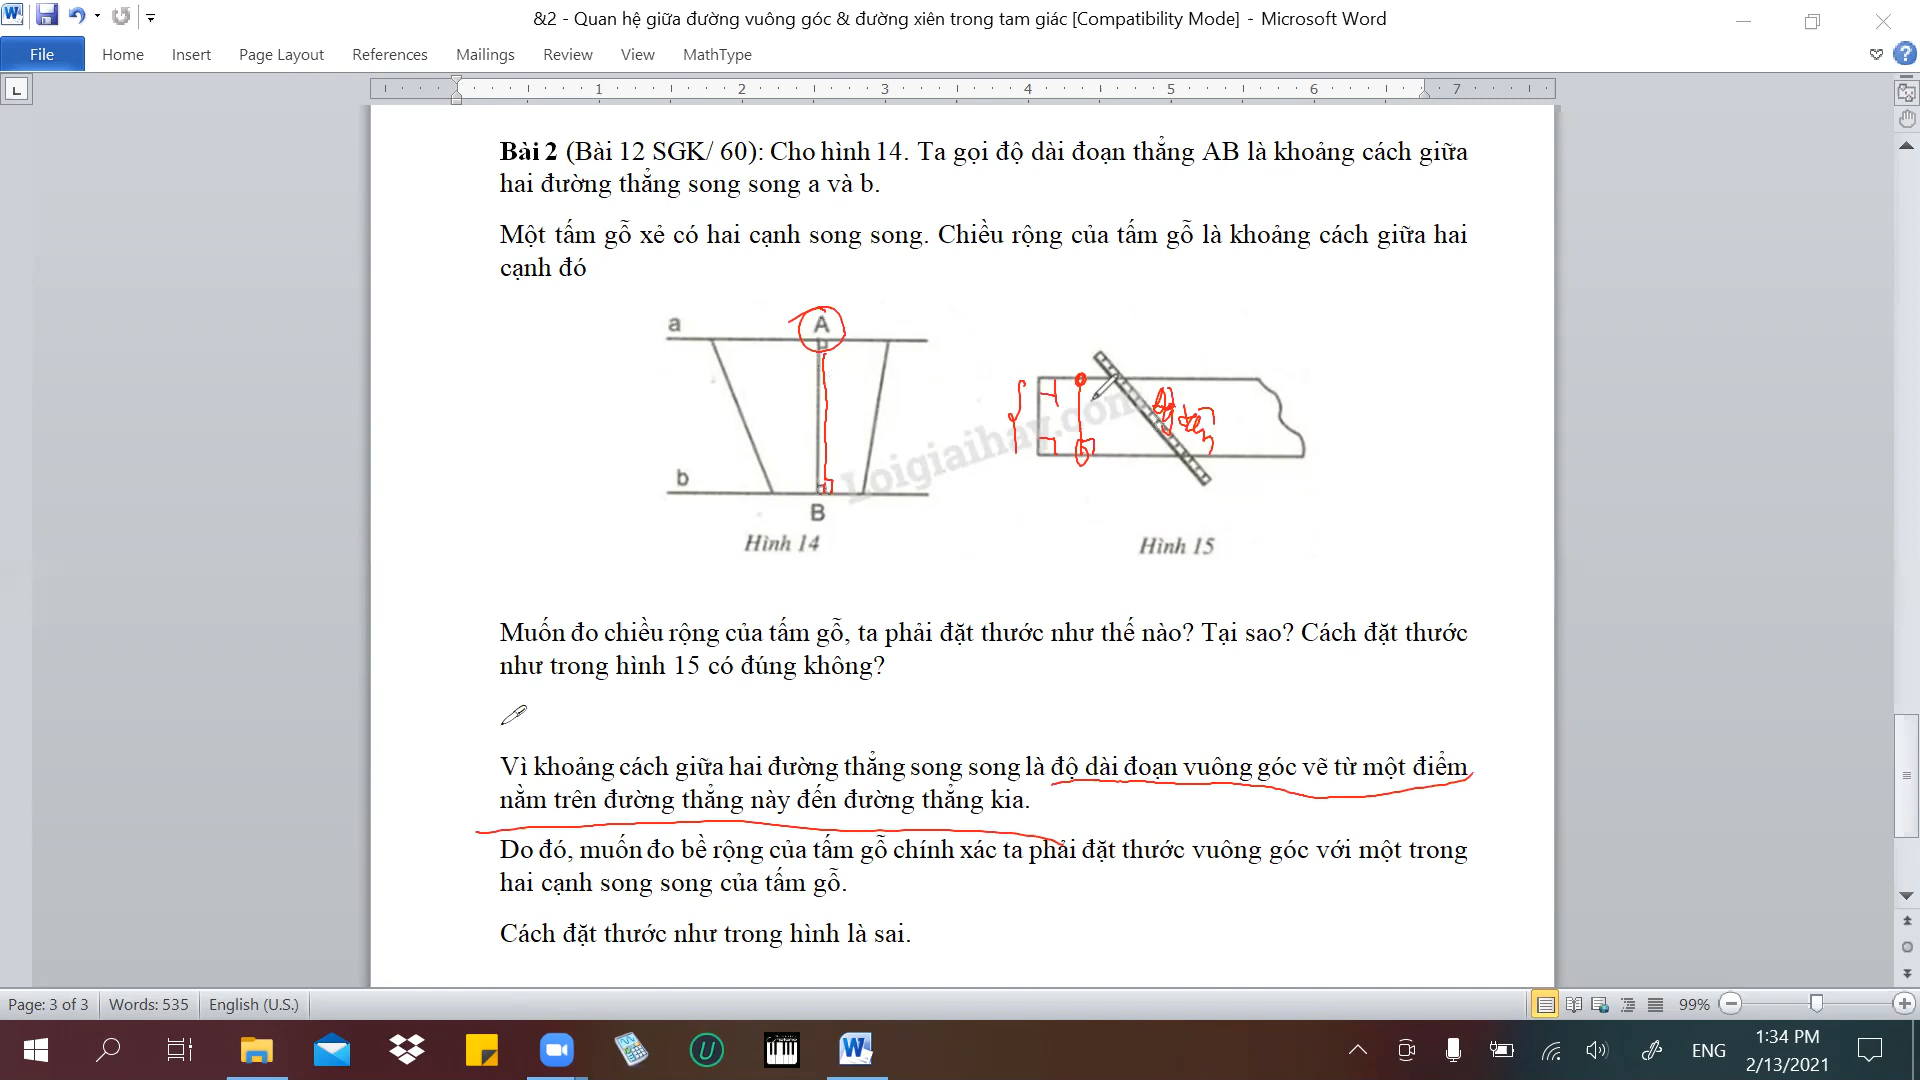 &2 - Quan hệ giữa đường vuông góc & đường xiên trong tam giác [Compatibility Mode] - Microsoft Word
File Home Insert Page Layout References Mailings Review View MathType
1 2 3 4 5 6 7
Bài 2 (Bài 12 SGK/ 60): Cho hình 14. Ta gọi độ dài đoạn thẳng AB là khoảng cách giữa
hai đường thẳng song song a và b.
Một tấm gỗ xẻ có hai cạnh song song. Chiều rộng của tấm gỗ là khoảng cách giữa hai
cạnh đó
a A
b
B
Loigiaihay.com
Hình 14
Hình 15
Muốn đo chiều rộng của tấm gỗ, ta phải đặt thước như thế nào? Tại sao? Cách đặt thước
như trong hình 15 có đúng không?
Vì khoảng cách giữa hai đường thẳng song song là độ dài đoạn vuông góc vẽ từ một điểm
nằm trên đường thẳng này đến đường thẳng kia.
Do đó, muốn đo bề rộng của tấm gỗ chính xác ta phải đặt thước vuông góc với một trong
hai cạnh song song của tấm gỗ.
Cách đặt thước như trong hình là sai.
Page: 3 of 3 Words: 535 English (U.S.) 99%
ENG
1:34 PM
2/13/2021